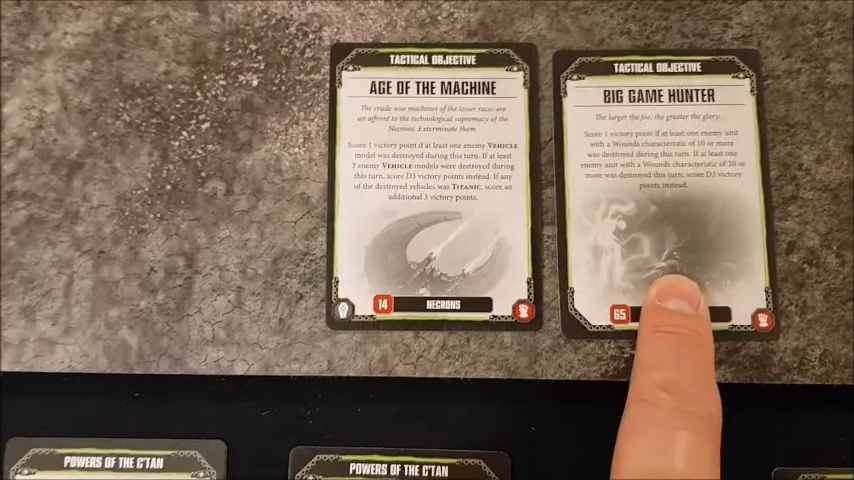 TACTICAL OBJECTIVE
AGE OF THE MACHINE
The crude war machines of the lesser races are
an affront to the technological supremacy of the
Necrons. Exterminate them
Score 1 victory point if at least one enemy VEHICLE
model was destroyed during this turn. If at least
3 enemy VEHICLE models were destroyed during
this turn, score D3 victory points instead. If any
of the destroyed vehicles was TITANIC, score an
additional 3 victory points.
14
NECRONS
TACTICAL OBJECTIVE
BIG GAME HUNTER
The larger the foe, the greater the glory...
Score 1 victory point if at least one enemy unit
with a Wounds characteristic of 10 or more
was destroyed during this turn. If at least one
enemy unit with a Wounds characteristic of 20 or
more was destroyed this turn, score D3 victory
points instead.
65
POWERS OF THE C'TAN
POWERS OF THE C'TAN